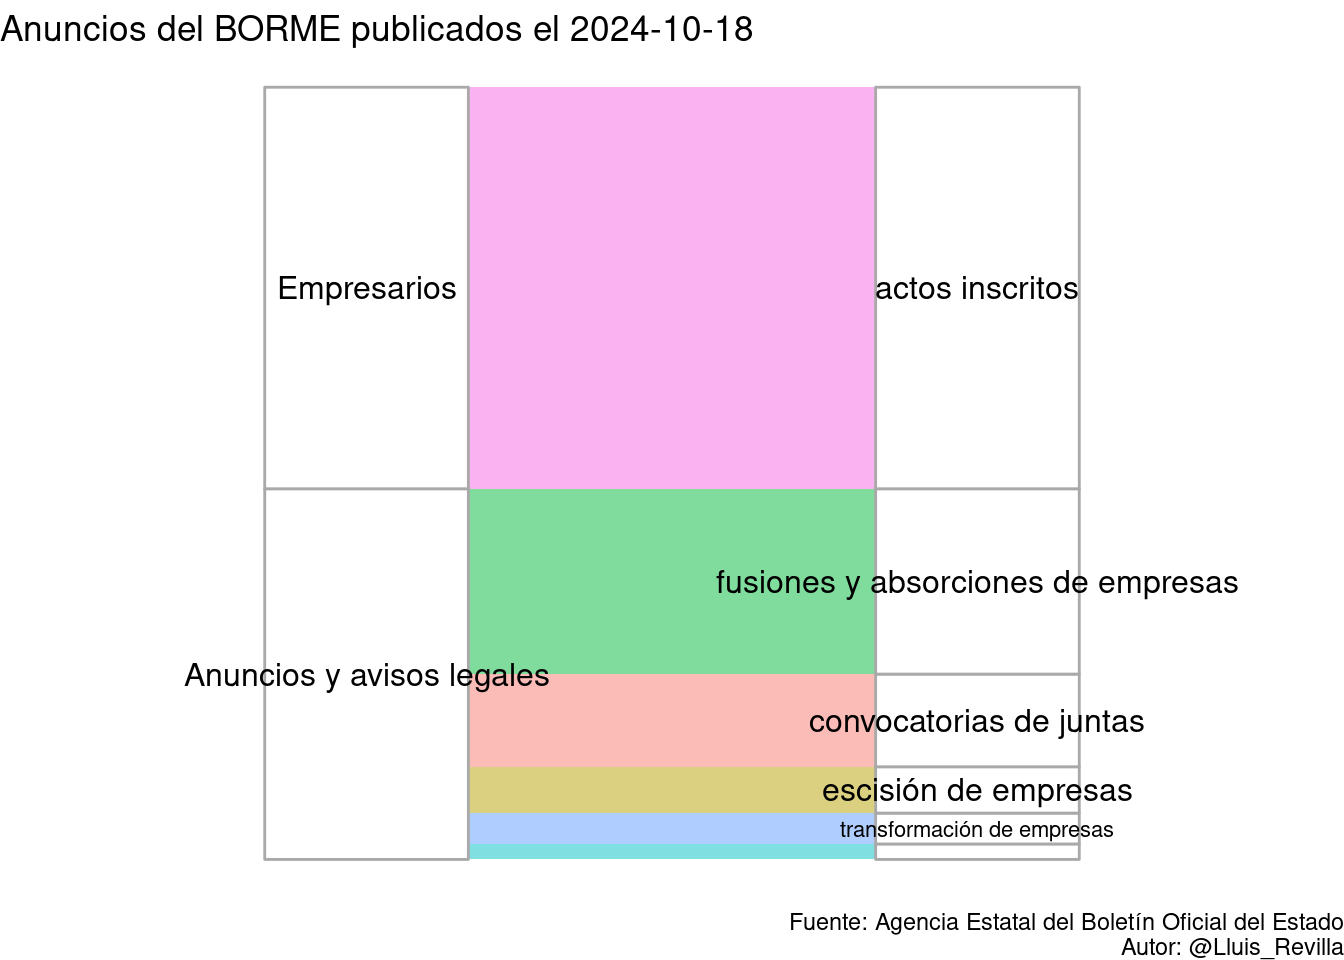 Anuncios del BORME publicados el 2024-10-18
Empresarios
actos inscritos
fusiones y absorciones de empresas
Anuncios y avisos legales
convocatorias de juntas
escisión de empresas
transformación de empresas
Fuente: Agencia Estatal del Boletín Oficial del Estado
Autor: @Lluis_Revilla